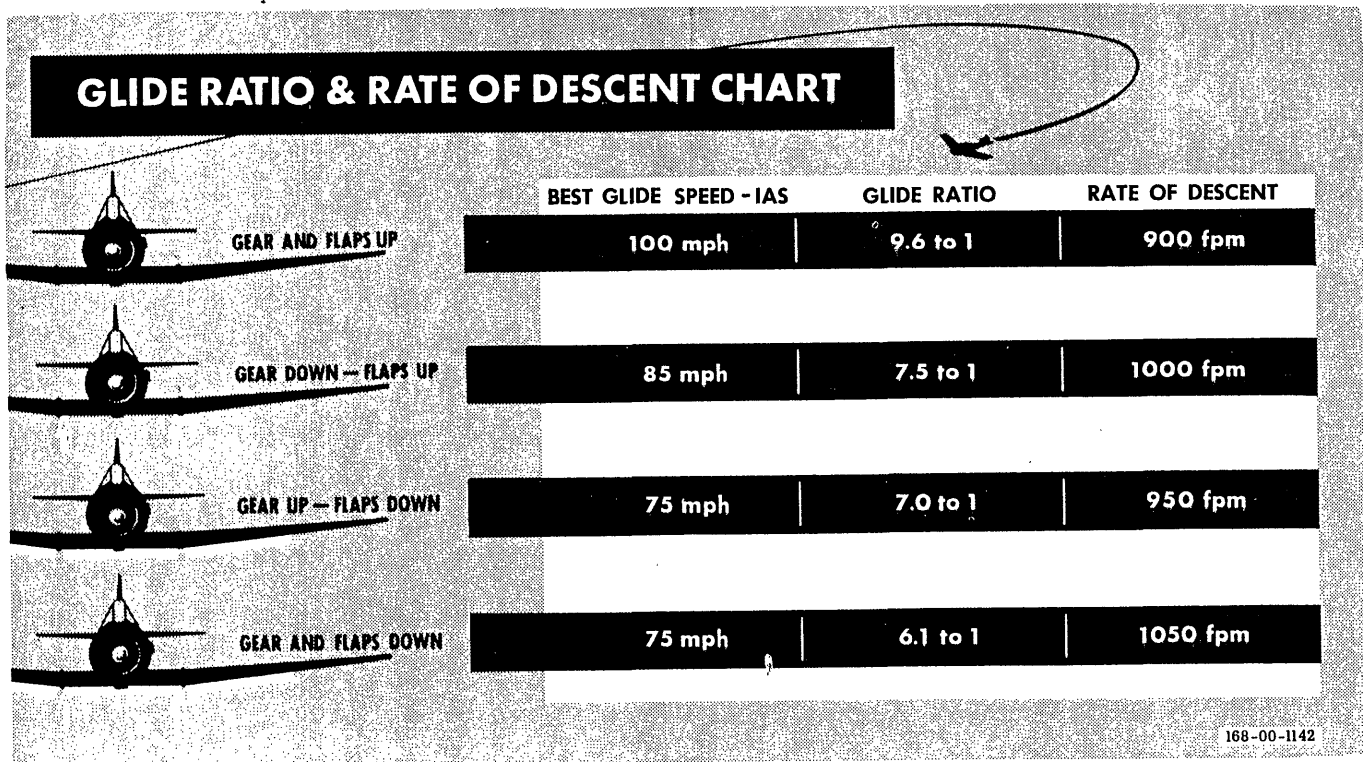 GLIDE RATIO & RATE OF DESCENT CHART
BEST GLIDE SPEED - IAS GLIDE RATIO RATE OF DESCENT
GEAR AND FLAPS UP 100 mph 9.6 to 1 900 fpm
GEAR DOWN — FLAPS UP 85 mph 7.5 to 1 1000 fpm
GEAR UP — FLAPS DOWN 75 mph 7.0 to 1 950 fpm
GEAR AND FLAPS DOWN 75 mph 6.1 to 1 1050 fpm
168-00-1142